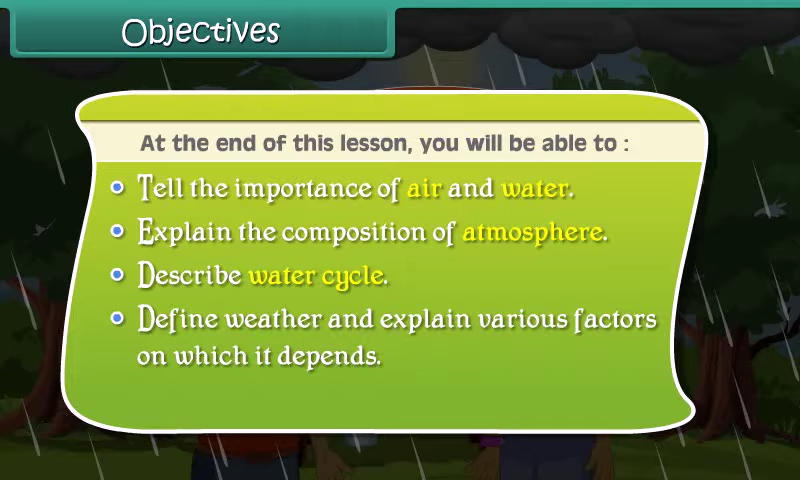 Objectives
At the end of this lesson, you will be able to :
Tell the importance of air and water.
Explain the composition of atmosphere.
Describe water cycle.
Define weather and explain various factors
on which it depends.